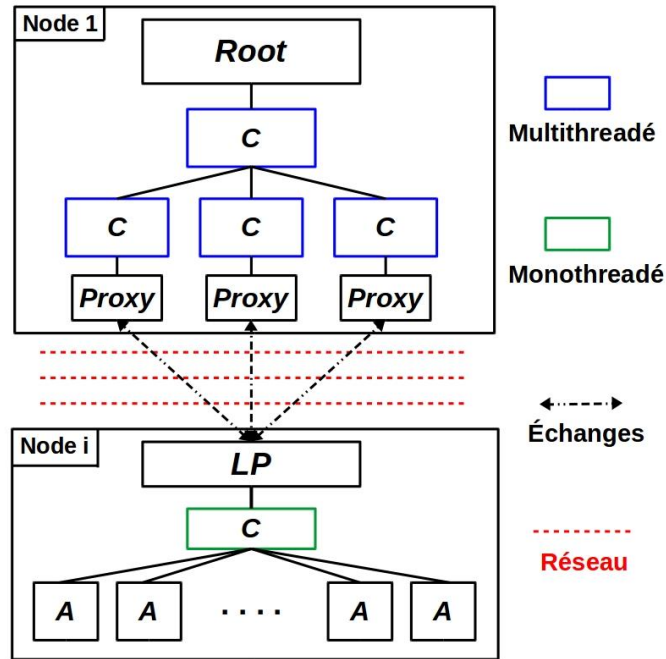 Node 1
Root
C
C C C
Proxy Proxy Proxy
Multithreadé
Monothreadé
Node i
LP
C
A A . . . . A A
Échanges
Réseau